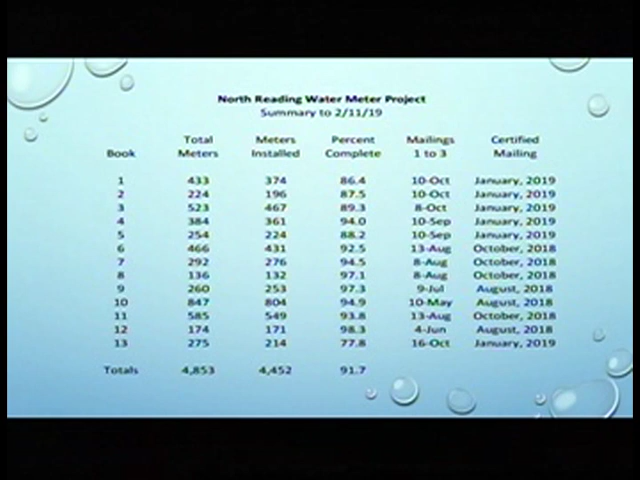 North Reading Water Meter Project
Summary to 2/11/19
Total Meters Percent Mailings Certified
Book Meters Installed Complete 1 to 3 Mailing
1 433 374 86.4 10-Oct January, 2019
2 224 196 87.5 10-Oct January, 2019
3 523 467 89.3 8-Oct January, 2019
4 384 361 94.0 10-Sep January, 2019
5 254 224 88.2 10-Sep January, 2019
6 466 431 92.5 13-Aug October, 2018
7 292 276 94.5 8-Aug October, 2018
8 136 132 97.1 8-Aug October, 2018
9 260 253 97.3 9-Jul August, 2018
10 847 804 94.9 10-May August, 2018
11 585 549 93.8 13-Aug October, 2018
12 174 171 98.3 4-Jun August, 2018
13 275 214 77.8 16-Oct January, 2019
Totals 4,853 4,452 91.7